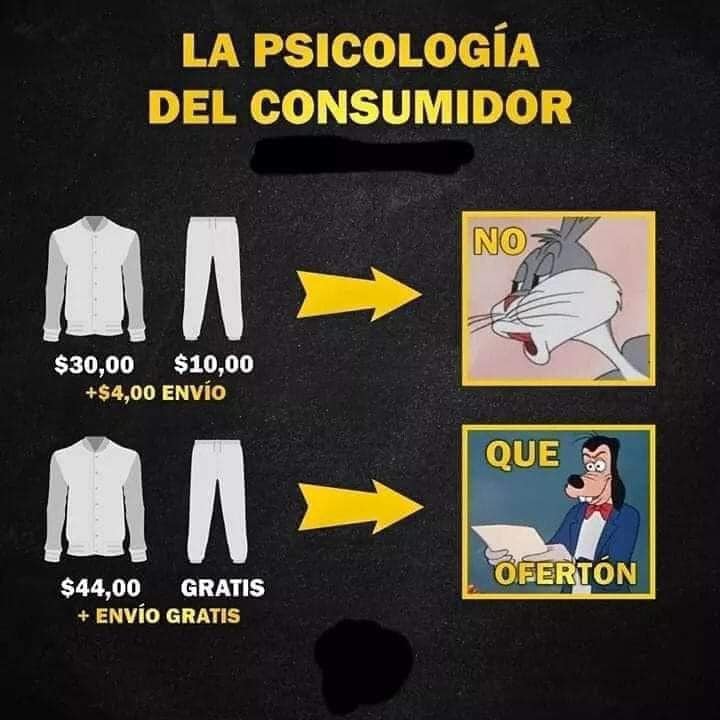 LA PSICOLOGÍA
DEL CONSUMIDOR
$30,00 $10,00
+$4,00 ENVÍO
NO
$44,00 GRATIS
+ ENVÍO GRATIS
QUE
OFERTÓN